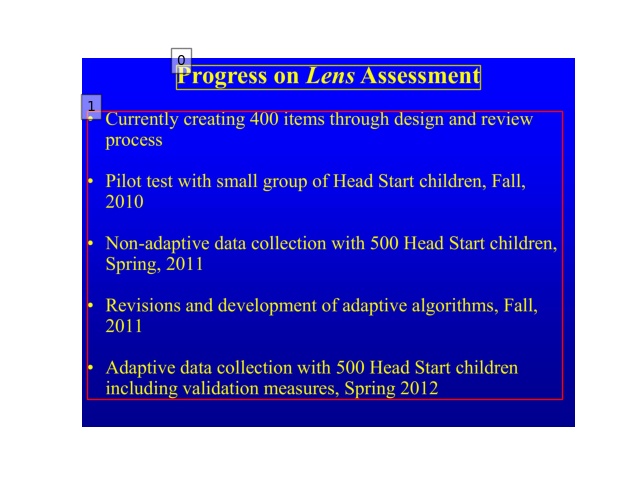 0
Progress on Lens Assessment
1
• Currently creating 400 items through design and review
process
• Pilot test with small group of Head Start children, Fall,
2010
• Non-adaptive data collection with 500 Head Start children,
Spring, 2011
• Revisions and development of adaptive algorithms, Fall,
2011
• Adaptive data collection with 500 Head Start children
including validation measures, Spring 2012